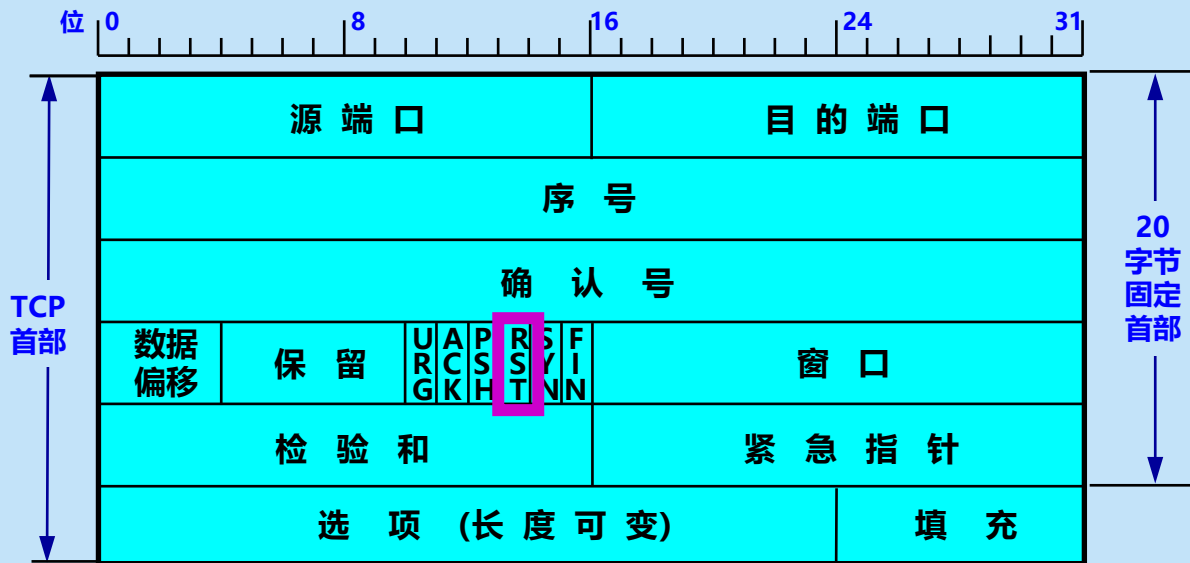 位 0 8 16 24 31
源 端 口 目 的 端 口
序 号
确 认 号
TCP
首部
20
字节
固定
首部
数据
偏移
保 留
URG
ACK
PSH
RST
SYN
FIN
窗 口
检 验 和 紧 急 指 针
选 项 (长 度 可 变) 填 充